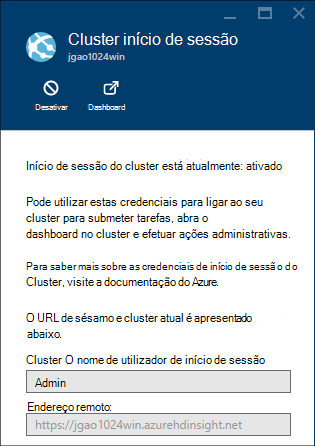 Cluster início de sessão
jgao1024win
Desativar
Dashboard
Início de sessão do cluster está atualmente: ativado
Pode utilizar estas credenciais para ligar ao seu
cluster para submeter tarefas, abra o
dashboard no cluster e efetuar ações administrativas.
Para saber mais sobre as credenciais de início de sessão do
Cluster, visite a documentação do Azure.
O URL de sésamo e cluster atual é apresentado
abaixo.
Cluster O nome de utilizador de início de sessão
Admin
Endereço remoto:
https://jgao1024win.azurehdinsight.net